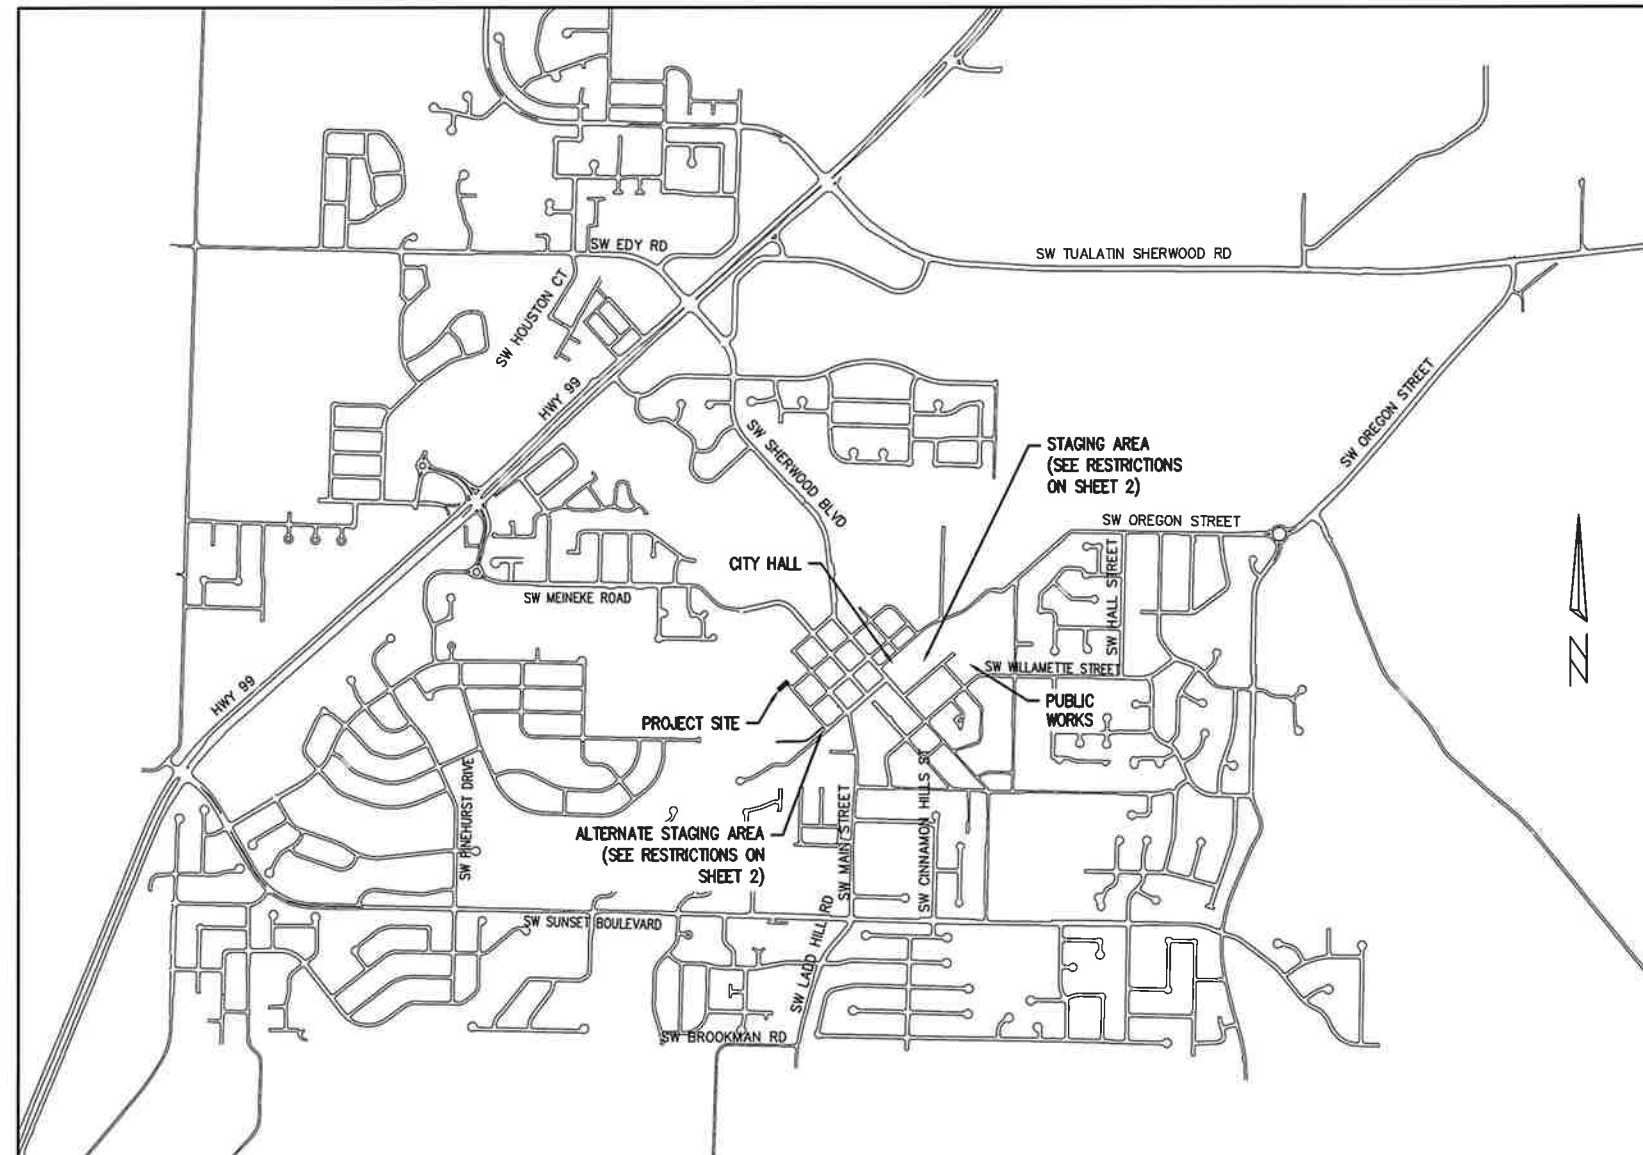 SW EDY RD
SW TUALATIN SHERWOOD RD
SW HOUSTON CT
HWY 99
SW OREGON STREET
SW SHERWOOD BLVD
STAGING AREA
(SEE RESTRICTIONS
ON SHEET 2)
SW OREGON STREET
CITY HALL
SW HALL STREET
SW MEINEKE ROAD
SW WILLAMETTE STREET
HWY 99
PUBLIC
WORKS
PROJECT SITE
N
SW PINEHURST DRIVE
ALTERNATE STAGING AREA
(SEE RESTRICTIONS ON
SHEET 2)
SW MAIN STREET
SW CINNAMON HILLS ST
SW SUNSET BOULEVARD
SW LADD HILL RD
SW BROOKMAN RD